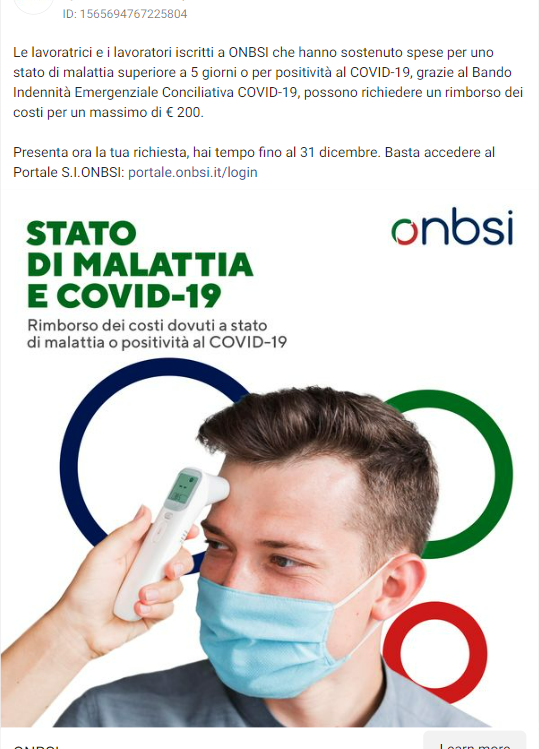 ID: 1565694767225804
Le lavoratrici e i lavoratori iscritti a ONBSI che hanno sostenuto spese per uno
stato di malattia superiore a 5 giorni o per positività al COVID-19, grazie al Bando
Indennità Emergenziale Conciliativa COVID-19, possono richiedere un rimborso dei
costi per un massimo di € 200.
Presenta ora la tua richiesta, hai tempo fino al 31 dicembre. Basta accedere al
Portale S.I.ONBSI: portale.onbsi.it/login
onbsi
STATO
DI MALATTIA
E COVID-19
Rimborso dei costi dovuti a stato
di malattia o positività al COVID-19
ONBSI
Learn more